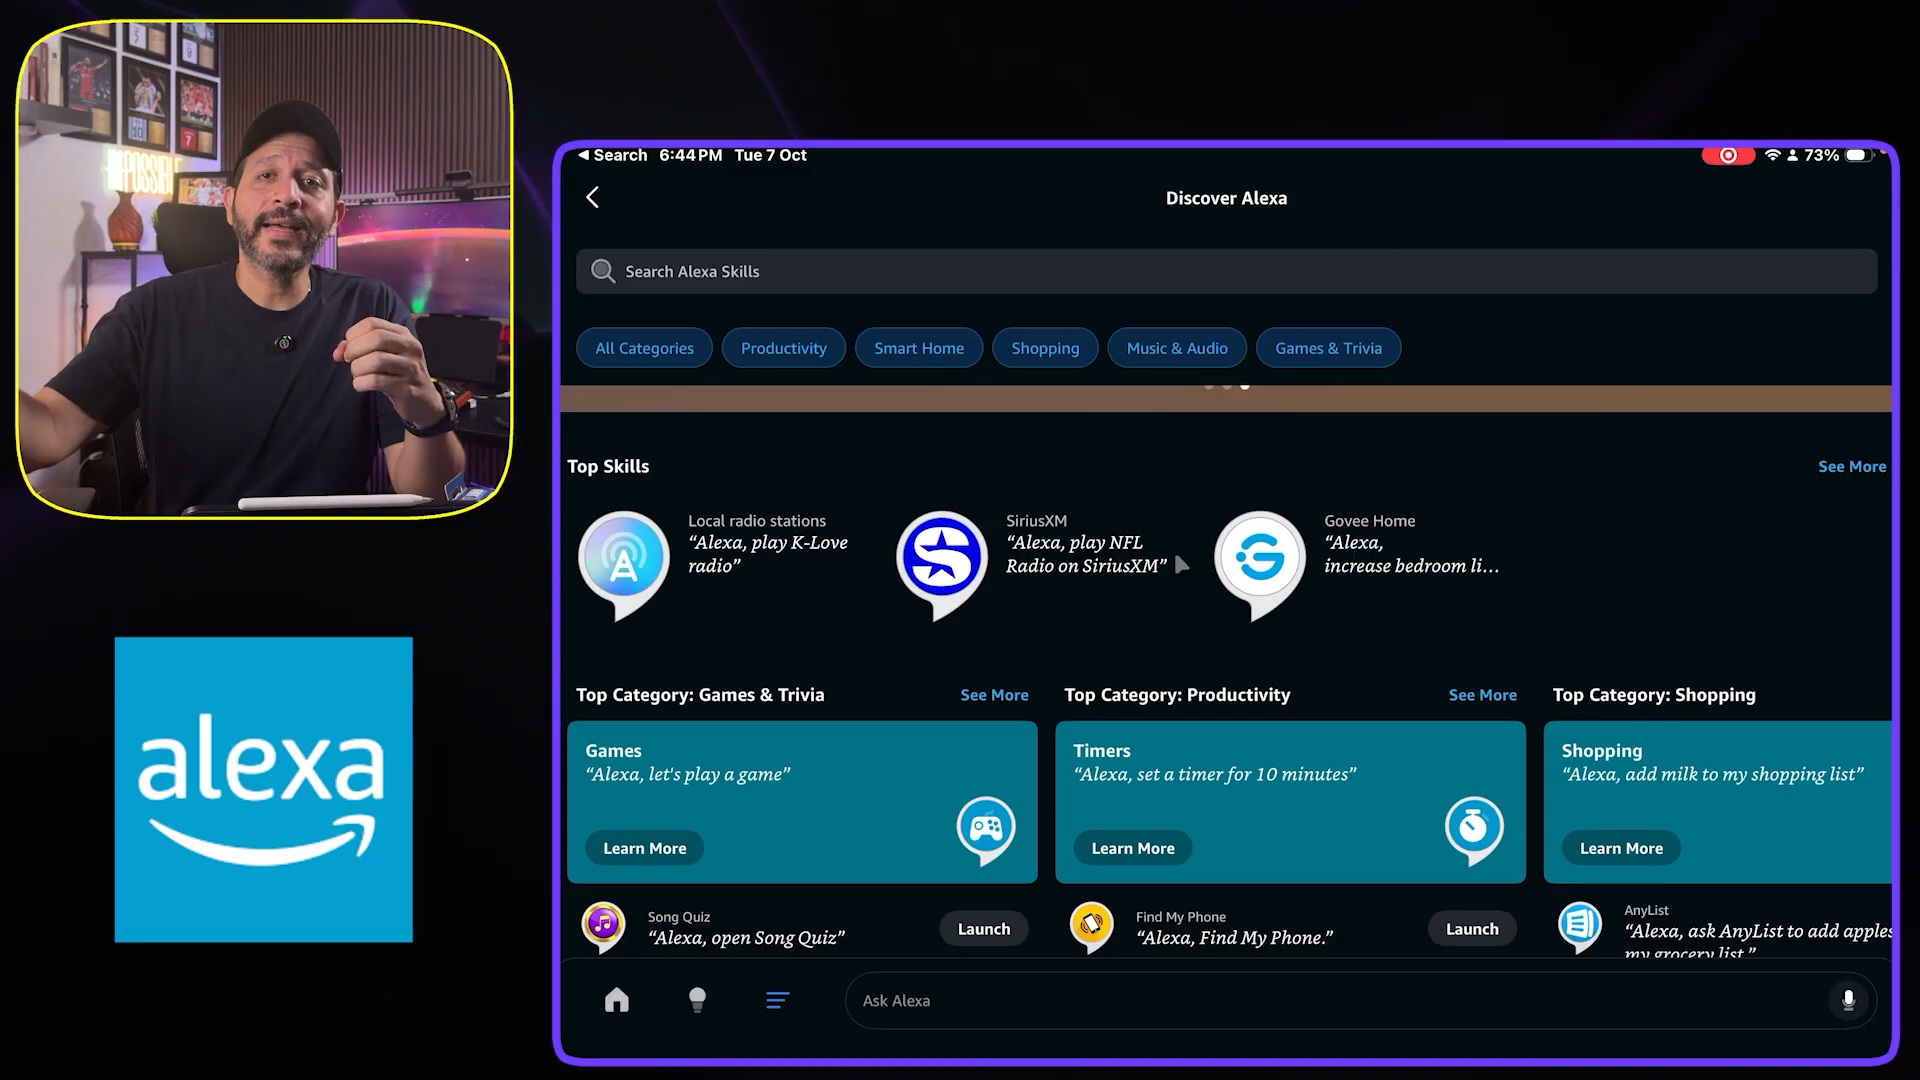 IMPOSSIBLE
Search 6:44 PM Tue 7 Oct
73%
Discover Alexa
Search Alexa Skills
All Categories
Productivity
Smart Home
Shopping
Music & Audio
Games & Trivia
Top Skills
See More
Local radio stations
“Alexa, play K-Love
radio”
SiriusXM
“Alexa, play NFL
Radio on SiriusXM”
Govee Home
“Alexa,
increase bedroom li...
Top Category: Games & Trivia
See More
Games
“Alexa, let's play a game”
Learn More
Song Quiz
“Alexa, open Song Quiz”
Launch
Top Category: Productivity
See More
Timers
“Alexa, set a timer for 10 minutes”
Learn More
Find My Phone
“Alexa, Find My Phone.”
Launch
Top Category: Shopping
Shopping
“Alexa, add milk to my shopping list”
Learn More
AnyList
“Alexa, ask AnyList to add apples
my grocery list.”
Ask Alexa
alexa